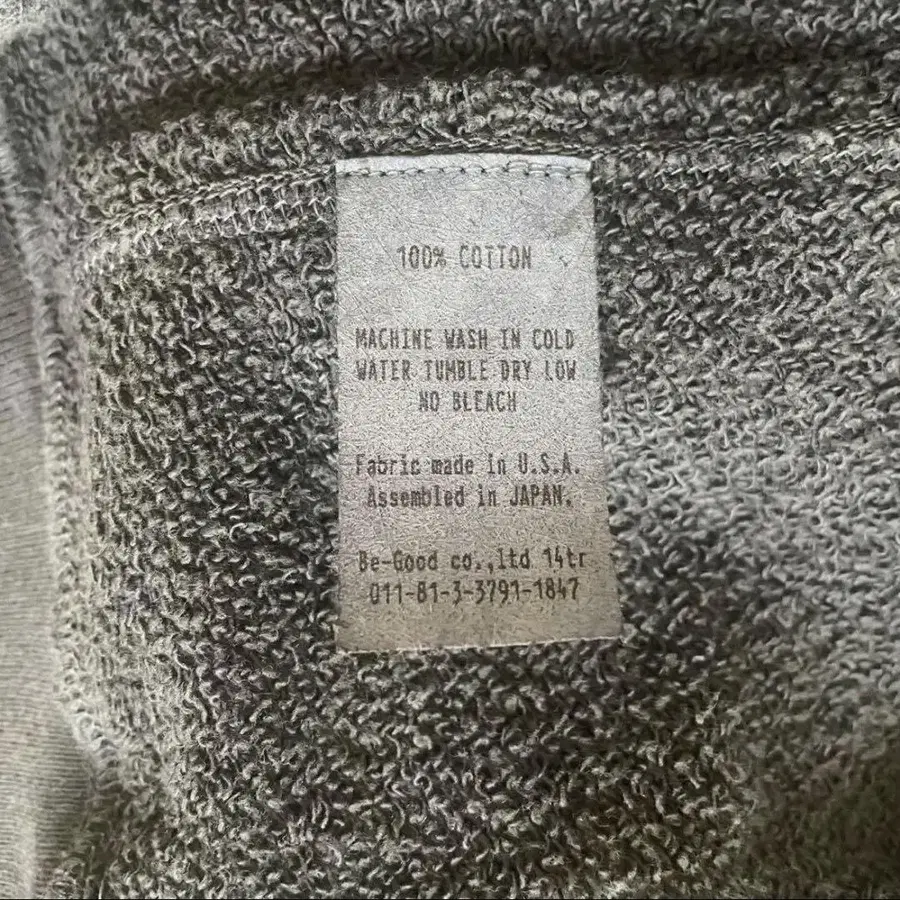 100% COTTON
MACHINE WASH IN COLD
WATER TUMBLE DRY LOW
NO BLEACH
Fabric made in U.S.A.
Assembled in JAPAN.
Be-Good co.,ltd 14tr
011-81-3-3791-1847